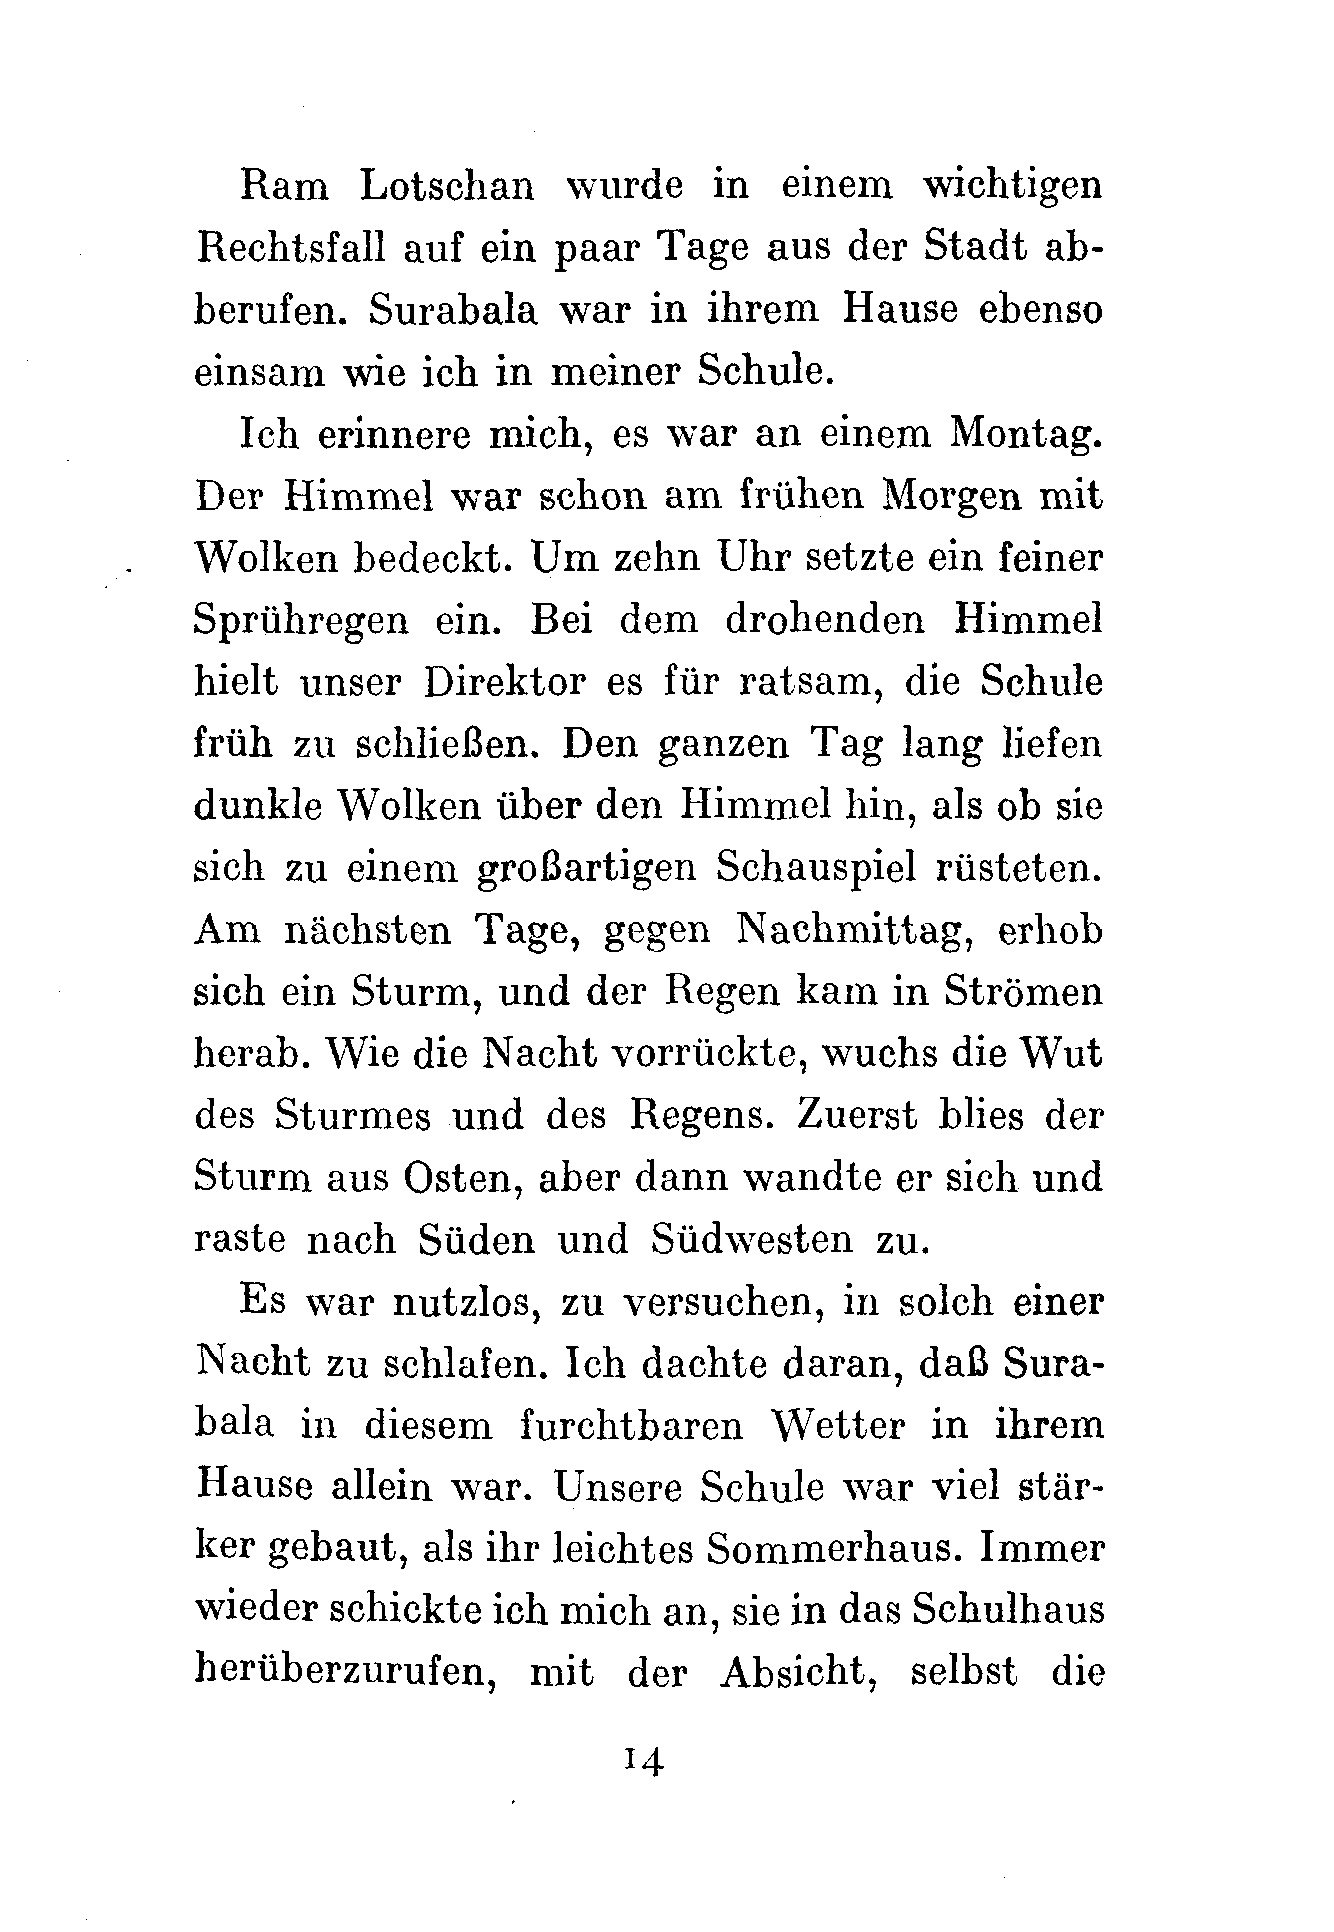 Ram Lotschan wurde in einem wichtigen
Rechtsfall auf ein paar Tage aus der Stadt ab-
berufen. Surabala war in ihrem Hause ebenso
einsam wie ich in meiner Schule.
Ich erinnere mich, es war an einem Montag.
Der Himmel war schon am frühen Morgen mit
Wolken bedeckt. Um zehn Uhr setzte ein feiner
Sprühregen ein. Bei dem drohenden Himmel
hielt unser Direktor es für ratsam, die Schule
früh zu schließen. Den ganzen Tag lang liefen
dunkle Wolken über den Himmel hin, als ob sie
sich zu einem großartigen Schauspiel rüsteten.
Am nächsten Tage, gegen Nachmittag, erhob
sich ein Sturm, und der Regen kam in Strömen
herab. Wie die Nacht vorrückte, wuchs die Wut
des Sturmes und des Regens. Zuerst blies der
Sturm aus Osten, aber dann wandte er sich und
raste nach Süden und Südwesten zu.
Es war nutzlos, zu versuchen, in solch einer
Nacht zu schlafen. Ich dachte daran, daß Sura-
bala in diesem furchtbaren Wetter in ihrem
Hause allein war. Unsere Schule war viel stär-
ker gebaut, als ihr leichtes Sommerhaus. Immer
wieder schickte ich mich an, sie in das Schulhaus
herüberzurufen, mit der Absicht, selbst die
14